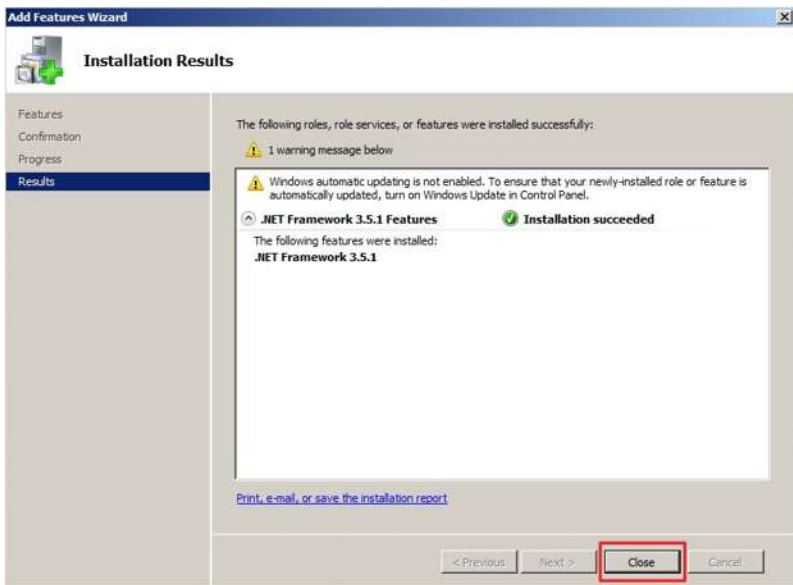 Add Features Wizard
Installation Results
Features
Confirmation
Progress
Results
The following roles, role services, or features were installed successfully:
1 warning message below
Windows automatic updating is not enabled. To ensure that your newly-installed role or feature is
automatically updated, turn on Windows Update in Control Panel.
.NET Framework 3.5.1 Features
Installation succeeded
The following features were installed:
.NET Framework 3.5.1
Print, e-mail, or save the installation report
< Previous
Next >
Close
Cancel